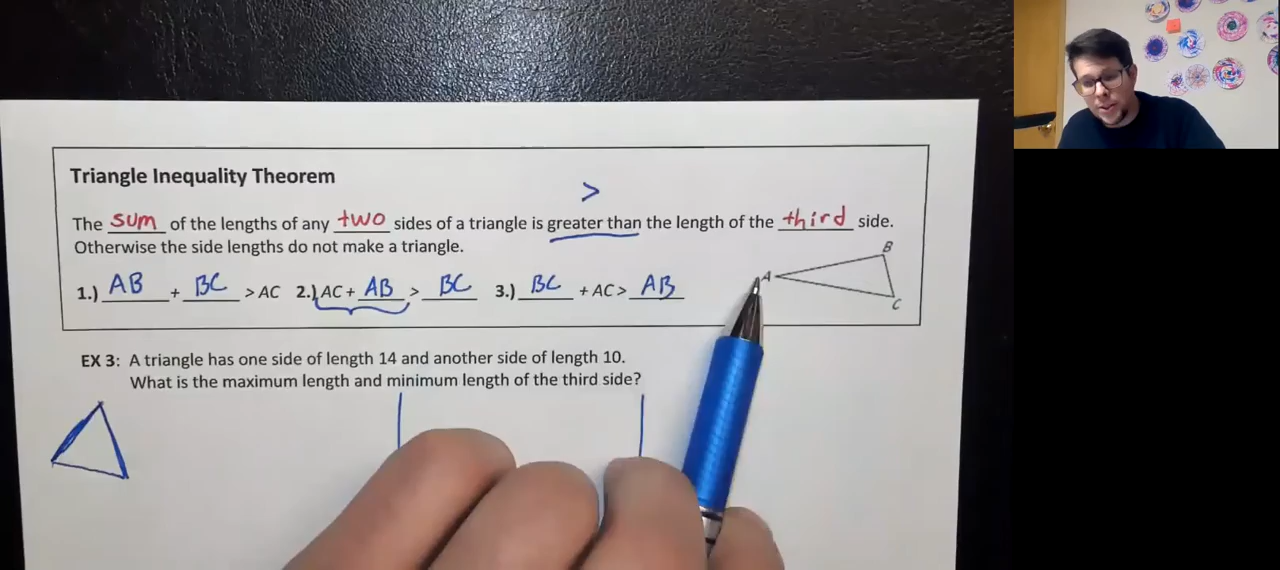 Triangle Inequality Theorem
>
The sum of the lengths of any two sides of a triangle is greater than the length of the third side.
Otherwise the side lengths do not make a triangle.
1.) AB + BC > AC 2.) AC + AB > BC 3.) BC + AC > AB
A B C
EX 3: A triangle has one side of length 14 and another side of length 10.
What is the maximum length and minimum length of the third side?